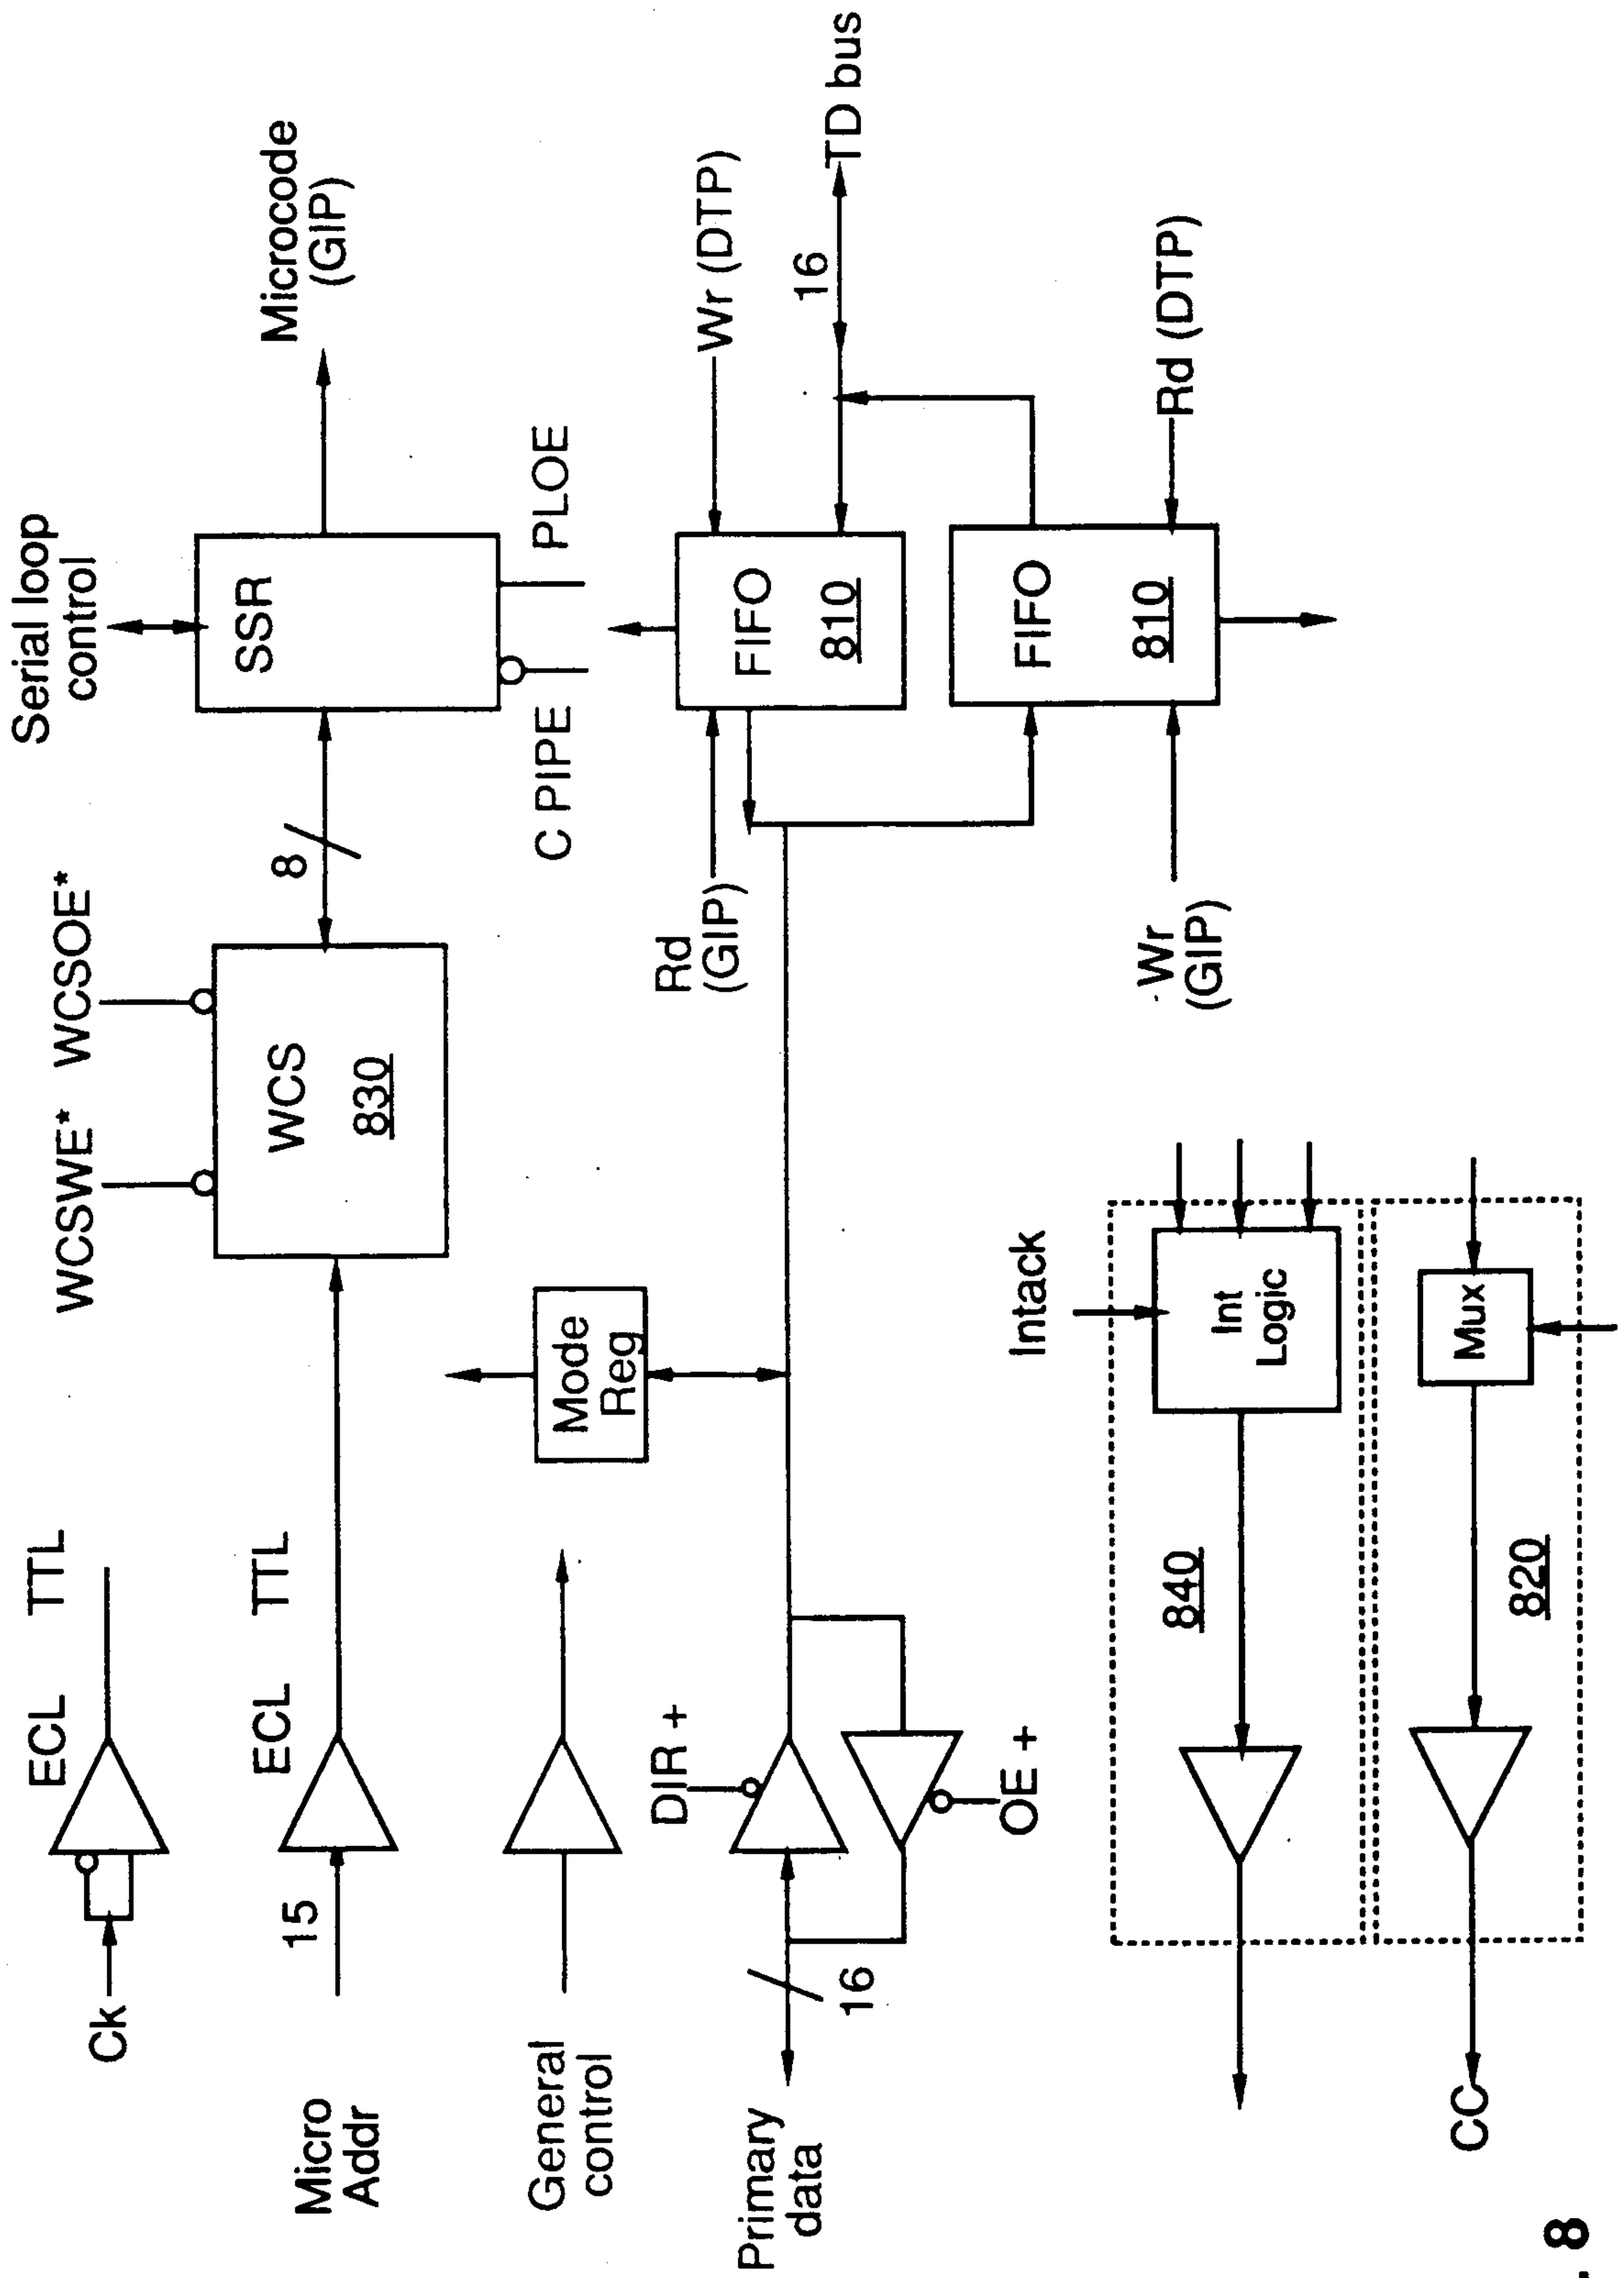 Ck
ECL TTL
Micro
Addr
15
ECL TTL
WCSWE* WCSOE*
WCS
830
8
Serial loop
control
SSR
Microcode
(GIP)
C PIPE
PLOE
General
control
Mode
Reg
Primary
data
16
DIR +
OE +
Rd
(GIP)
FIFO
810
Wr (DTP)
16
TD bus
Wr
(GIP)
FIFO
810
Rd (DTP)
Intack
Int
Logic
840
Mux
820
CC
. 8